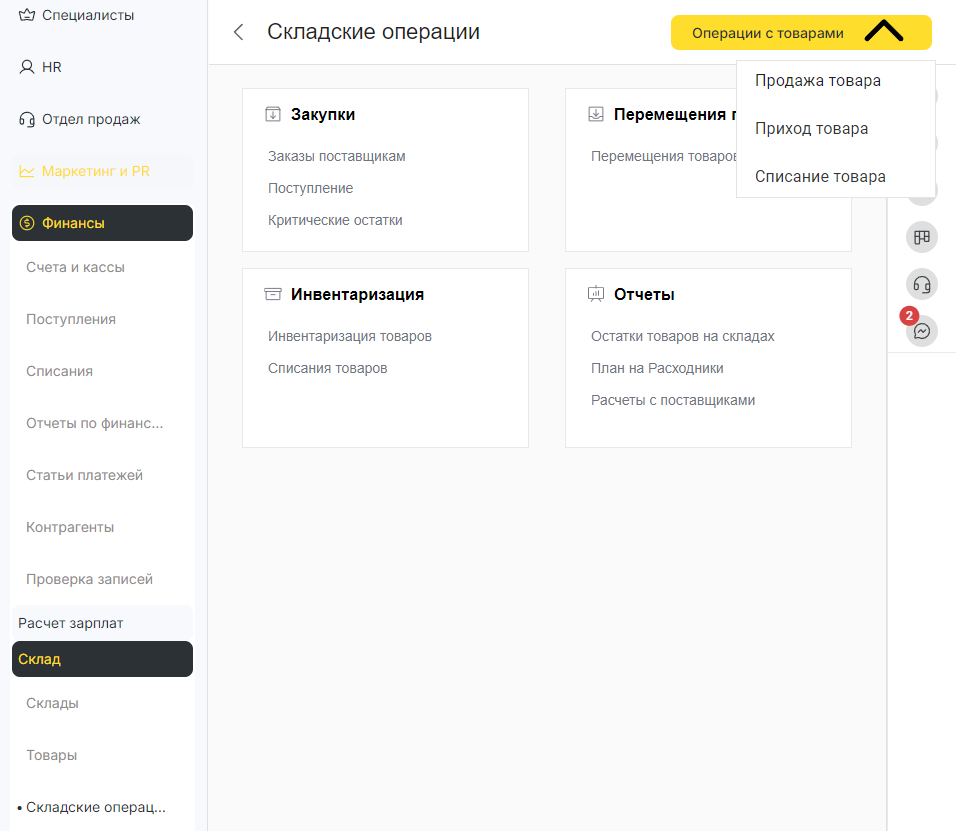 Специалисты
HR
Отдел продаж
Маркетинг и PR
Финансы
Счета и кассы
Поступления
Списания
Отчеты по финанс...
Статьи платежей
Контрагенты
Проверка записей
Расчет зарплат
Склад
Склады
Товары
• Складские операц...
Складские операции
Операции с товарами
Продажа товара
Приход товара
Списание товара
Закупки
Заказы поставщикам
Поступление
Критические остатки
Перемещения
Перемещения товаров
Инвентаризация
Инвентаризация товаров
Списания товаров
Отчеты
Остатки товаров на складах
План на Расходники
Расчеты с поставщиками
2